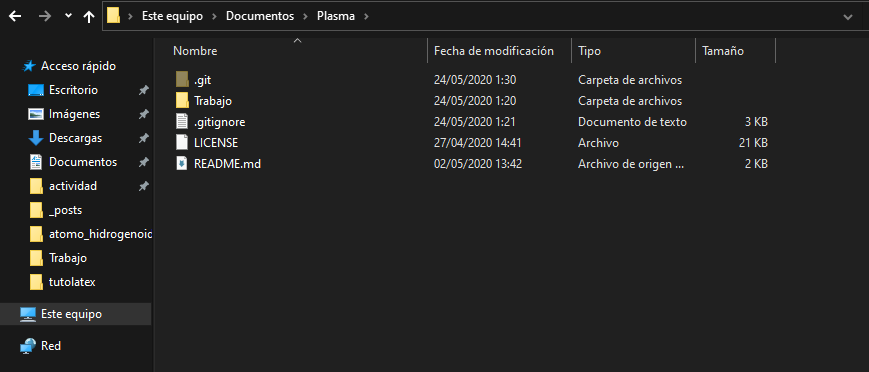 Este equipo > Documentos > Plasma >
Nombre Fecha de modificación Tipo Tamaño
Acceso rápido
Escritorio
Imágenes
Descargas
Documentos
actividad
_posts
atomo_hidrogenoid
Trabajo
tutolatex
Este equipo
Red
.git 24/05/2020 1:30 Carpeta de archivos
Trabajo 24/05/2020 1:20 Carpeta de archivos
.gitignore 24/05/2020 1:21 Documento de texto 3 KB
LICENSE 27/04/2020 14:41 Archivo 21 KB
README.md 02/05/2020 13:42 Archivo de origen ... 2 KB